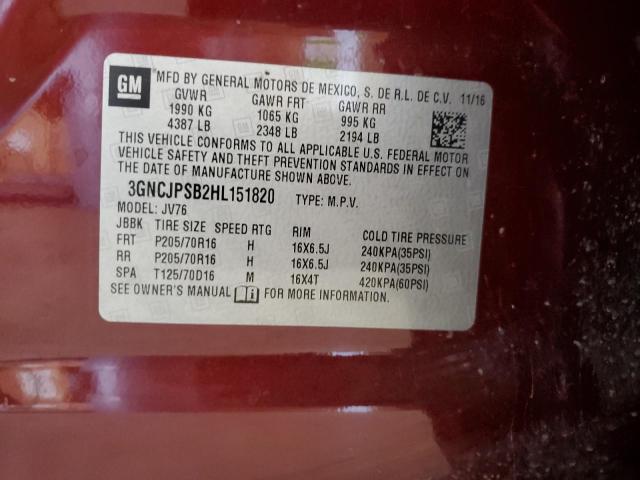 GM
MFD BY GENERAL MOTORS DE MEXICO, S. DE R.L. DE C.V. 11/16
GVWR GAWR FRT GAWR RR
1990 KG 1065 KG 995 KG
4387 LB 2348 LB 2194 LB
THIS VEHICLE CONFORMS TO ALL APPLICABLE U.S. FEDERAL MOTOR
VEHICLE SAFETY AND THEFT PREVENTION STANDARDS IN EFFECT ON
THE DATE OF MANUFACTURE SHOWN ABOVE.
3GNCJPSB2HL151820 TYPE: M.P.V.
MODEL: JV76
JBBK TIRE SIZE SPEED RTG RIM COLD TIRE PRESSURE
FRT P205/70R16 H 16X6.5J 240KPA(35PSI)
RR P205/70R16 H 16X6.5J 240KPA(35PSI)
SPA T125/70D16 M 16X4T 420KPA(60PSI)
SEE OWNER'S MANUAL FOR MORE INFORMATION.